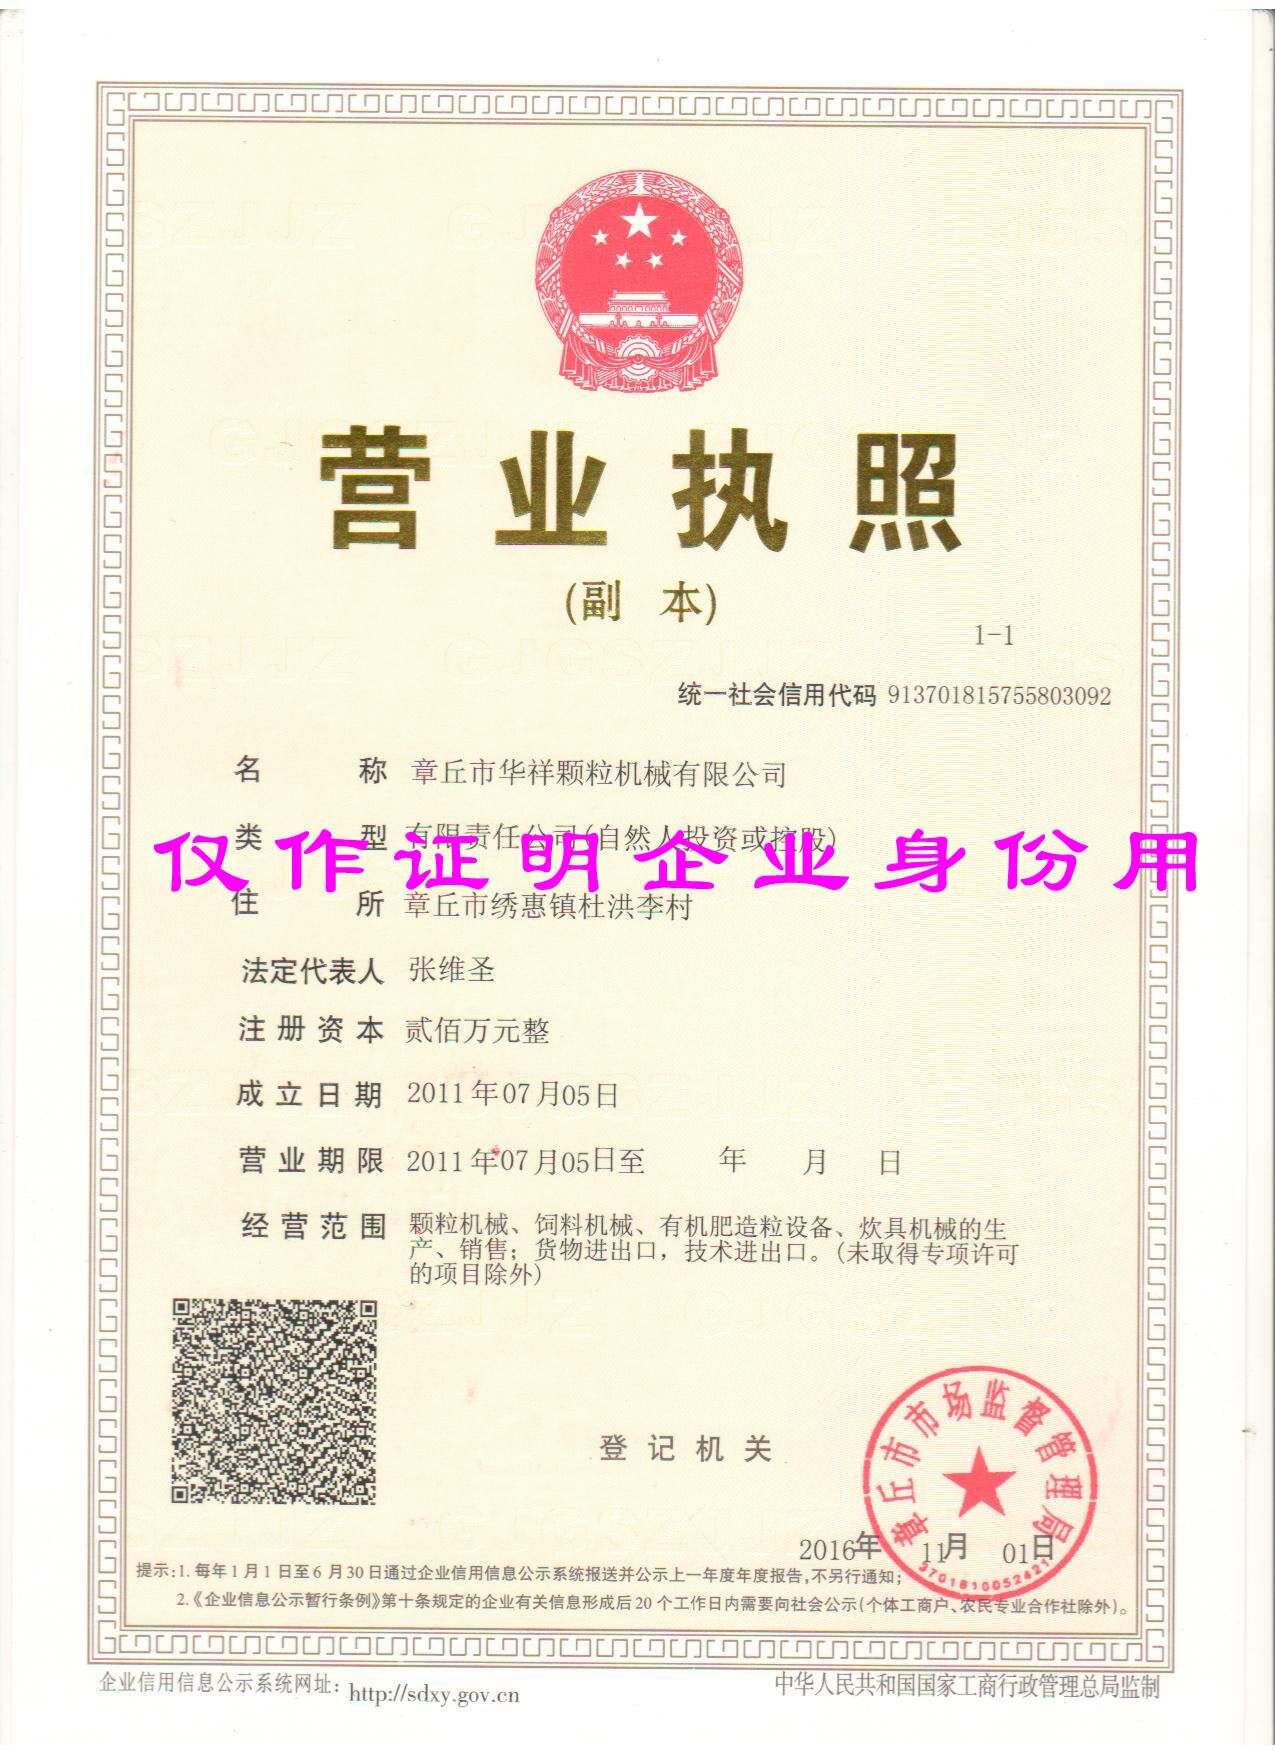 营业执照
(副 本)
1-1
统一社会信用代码 913701815755803092
名 称 章丘市华祥颗粒机械有限公司
类 型 有限责任公司(自然人投资或控股)
仅作证明企业身份用
住 所 章丘市绣惠镇杜洪李村
法定代表人 张维圣
注册资本 贰佰万元整
成立日期 2011年07月05日
营业期限 2011年07月05日至 年 月 日
经营范围 颗粒机械、饲料机械、有机肥造粒设备、炊具机械的生
产、销售;货物进出口,技术进出口。(未取得专项许可
的项目除外)
登记机关
章丘市市场监督管理局
3701810052421
2016年 11月 01日
提示:1.每年1月1日至6月30日通过企业信用信息公示系统报送并公示上一年度年度报告,不另行通知;
2.《企业信息公示暂行条例》第十条规定的企业有关信息形成后20个工作日内需要向社会公示(个体工商户、农民专业合作社除外)。
企业信用信息公示系统网址: http://sdxy.gov.cn
中华人民共和国国家工商行政管理总局监制